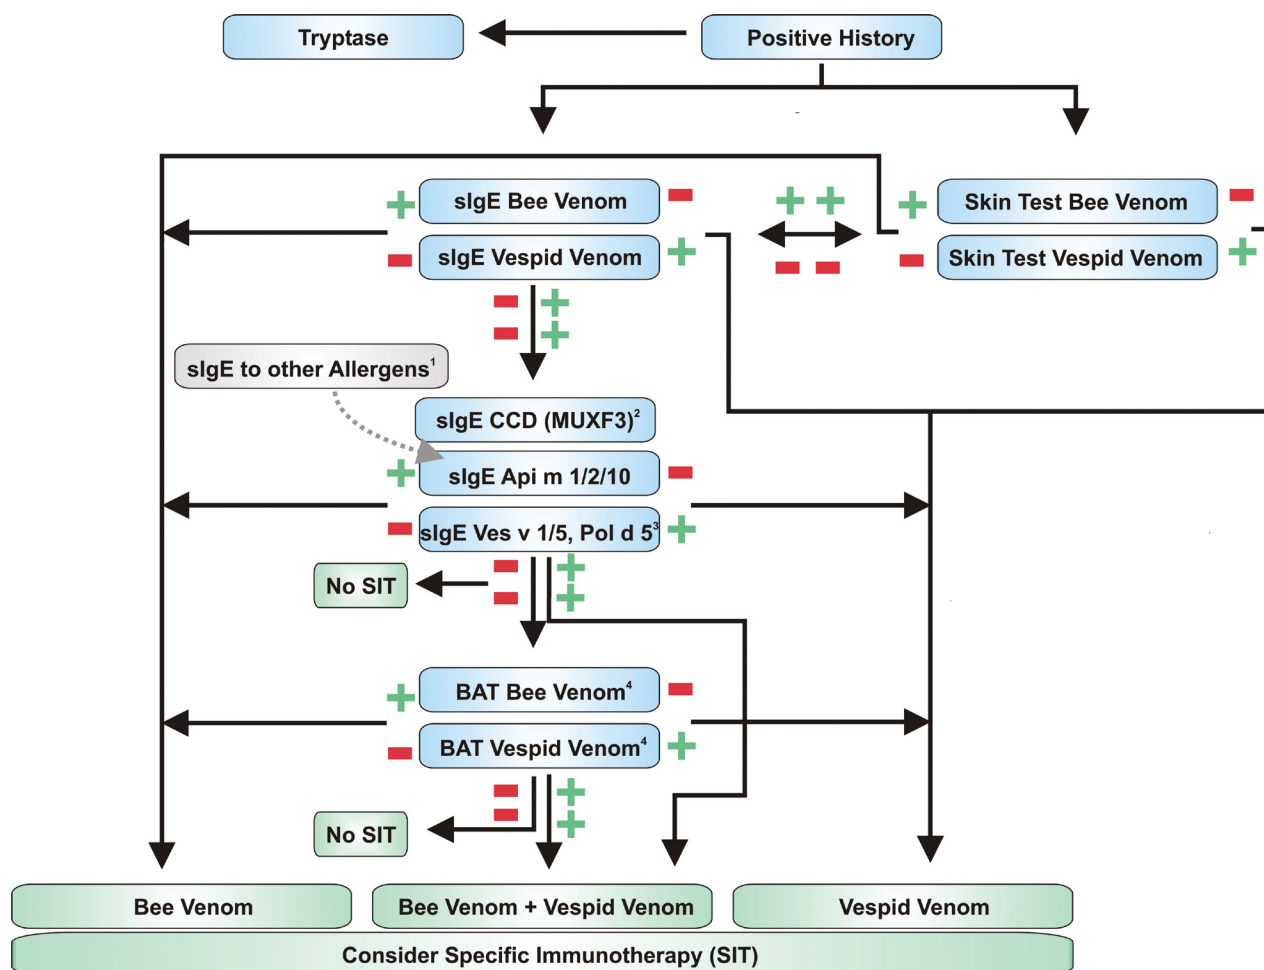 Tryptase
Positive History
sIgE Bee Venom
Skin Test Bee Venom
sIgE Vespid Venom
Skin Test Vespid Venom
sIgE to other Allergens¹
sIgE CCD (MUXF3)²
sIgE Api m 1/2/10
sIgE Ves v 1/5, Pol d 5³
No SIT
BAT Bee Venom⁴
BAT Vespid Venom⁴
No SIT
Bee Venom
Bee Venom + Vespid Venom
Vespid Venom
Consider Specific Immunotherapy (SIT)